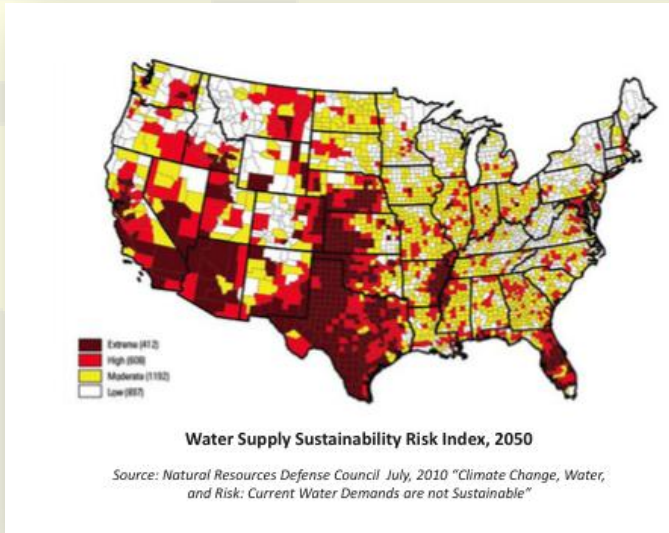 Extreme (412)
High (608)
Moderate (1192)
Low (897)
Water Supply Sustainability Risk Index, 2050
Source: Natural Resources Defense Council July, 2010 “Climate Change, Water,
and Risk: Current Water Demands are not Sustainable”